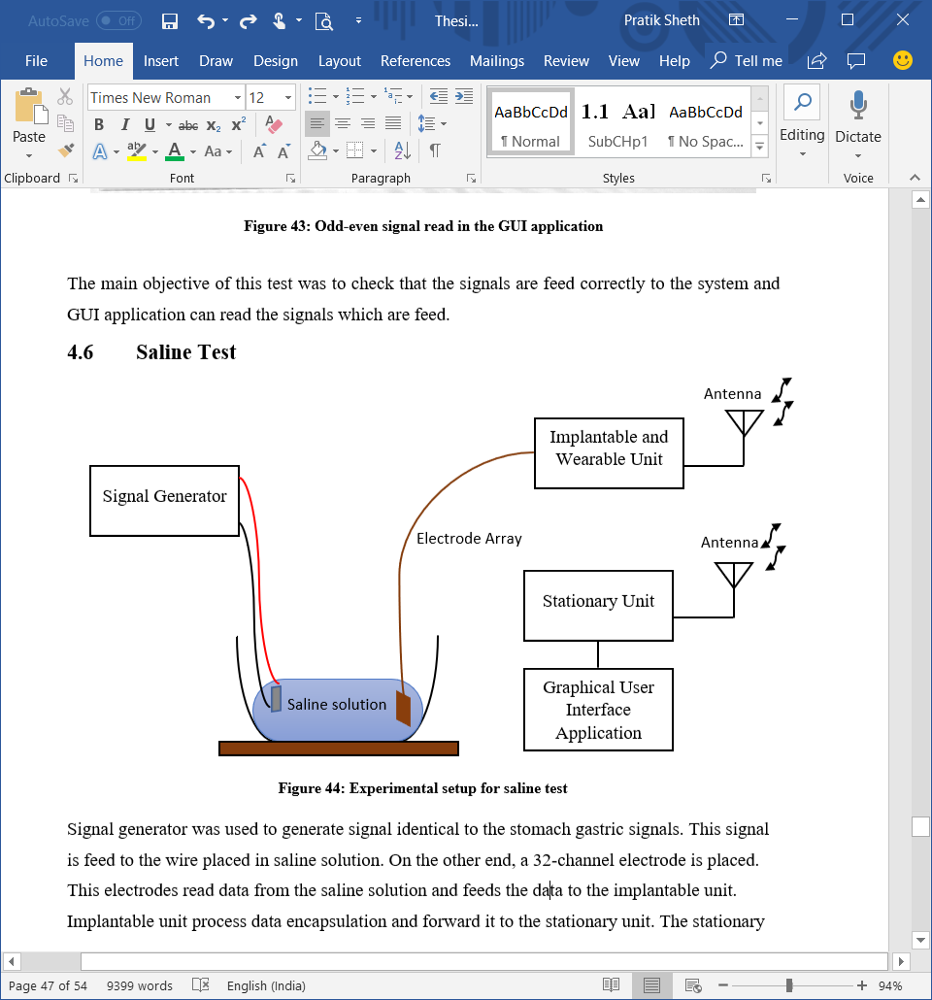 AutoSave Off Thesi... Pratik Sheth
File Home Insert Draw Design Layout References Mailings Review View Help Tell me
Paste
Clipboard
Times New Roman 12
B I U abc x₂ x²
A ab A Aa A A
Font
Paragraph
AaBbCcDd 1.1 AaI AaBbCcDd
¶ Normal SubCHp1 ¶ No Spac...
Styles
Editing
Dictate
Voice
Figure 43: Odd-even signal read in the GUI application
The main objective of this test was to check that the signals are feed correctly to the system and
GUI application can read the signals which are feed.
4.6 Saline Test
Antenna
Implantable and
Wearable Unit
Signal Generator
Electrode Array
Antenna
Stationary Unit
Saline solution
Graphical User
Interface
Application
Figure 44: Experimental setup for saline test
Signal generator was used to generate signal identical to the stomach gastric signals. This signal
is feed to the wire placed in saline solution. On the other end, a 32-channel electrode is placed.
This electrodes read data from the saline solution and feeds the data to the implantable unit.
Implantable unit process data encapsulation and forward it to the stationary unit. The stationary
Page 47 of 54 9399 words English (India) 94%